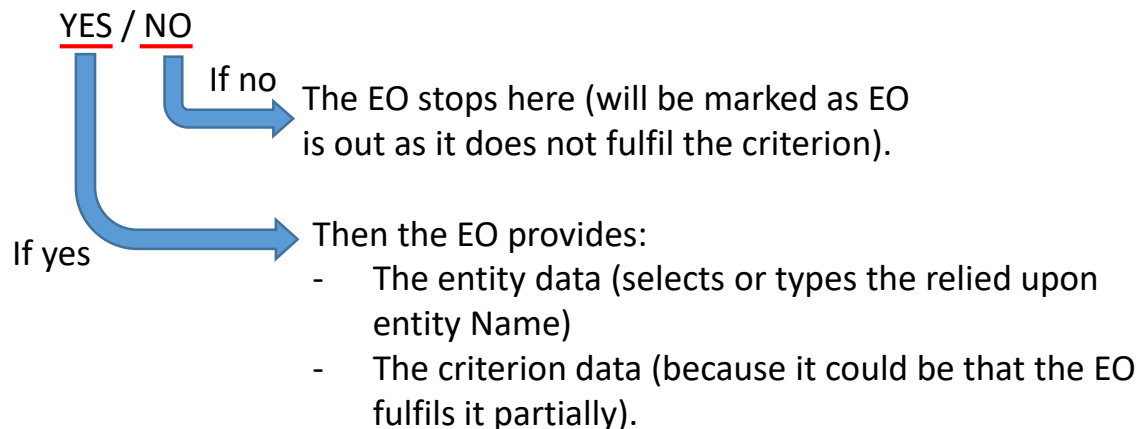 YES / NO
If no
The EO stops here (will be marked as EO
is out as it does not fulfil the criterion).
If yes
Then the EO provides:
- The entity data (selects or types the relied upon
entity Name)
- The criterion data (because it could be that the EO
fulfils it partially).